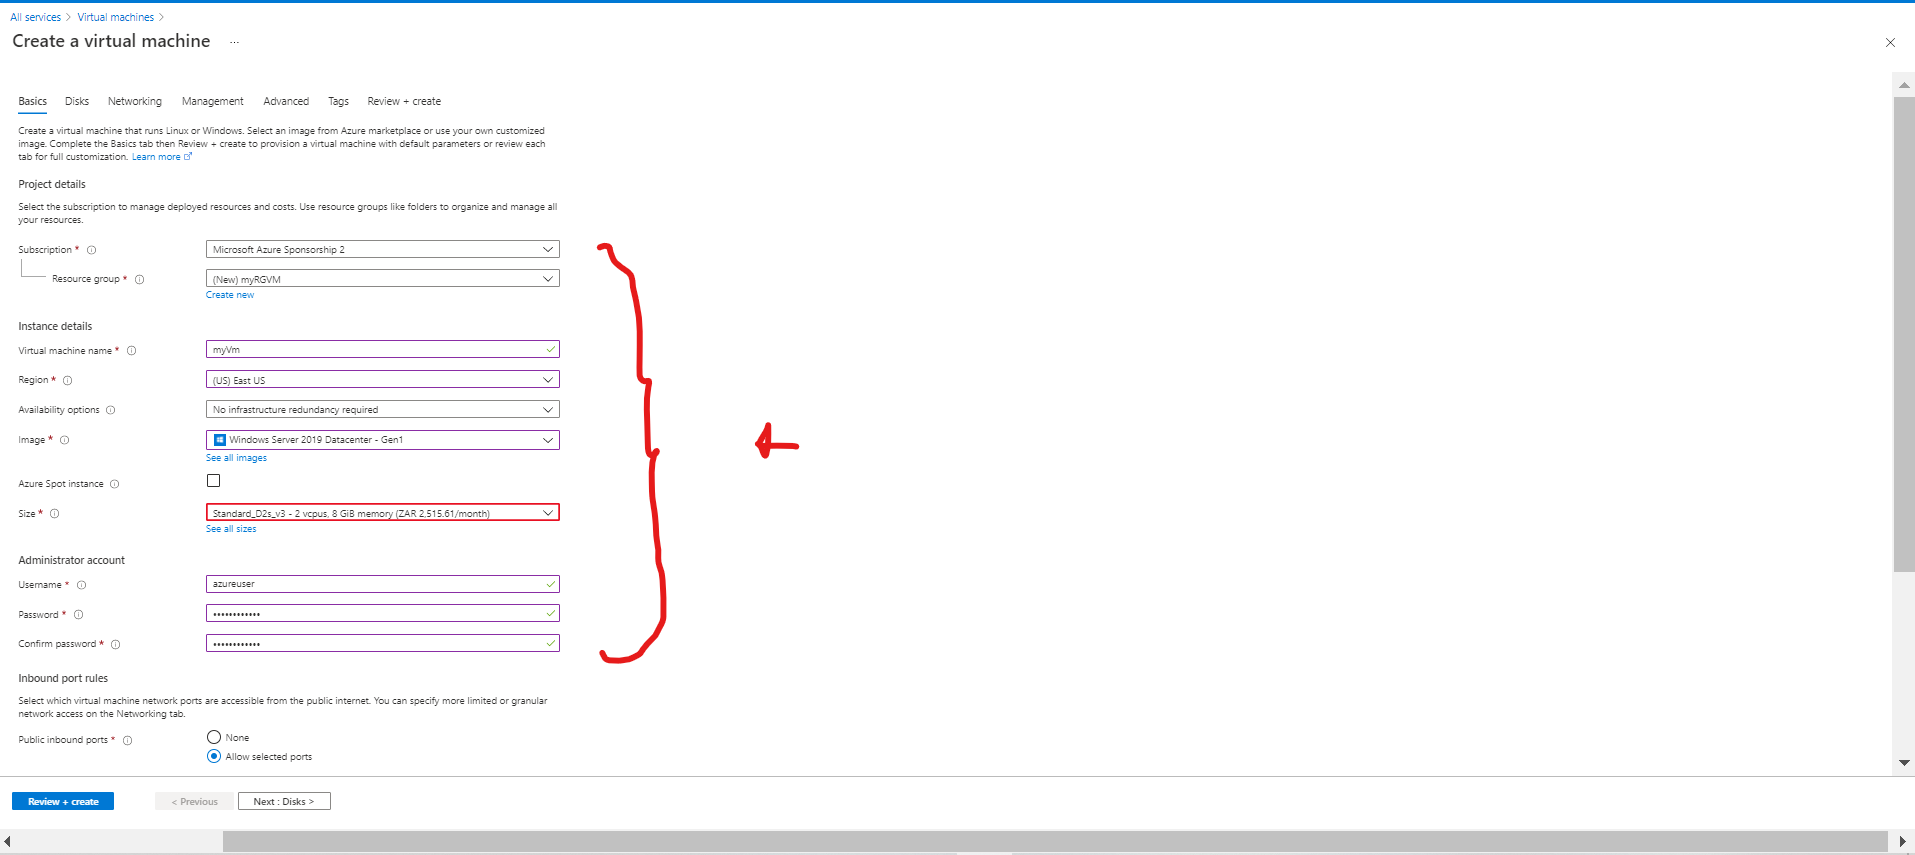 All services > Virtual machines >
Create a virtual machine ...
Basics Disks Networking Management Advanced Tags Review + create
Create a virtual machine that runs Linux or Windows. Select an image from Azure marketplace or use your own customized
image. Complete the Basics tab then Review + create to provision a virtual machine with default parameters or review each
tab for full customization. Learn more
Project details
Select the subscription to manage deployed resources and costs. Use resource groups like folders to organize and manage all
your resources.
Subscription * Microsoft Azure Sponsorship 2
Resource group * (New) myRGVM
Create new
Instance details
Virtual machine name * myVm
Region * (US) East US
Availability options No infrastructure redundancy required
Image * Windows Server 2019 Datacenter - Gen1
See all images
Azure Spot instance
Size * Standard_D2s_v3 - 2 vcpus, 8 GiB memory (ZAR 2,515.61/month)
See all sizes
Administrator account
Username * azureuser
Password * ••••••••••••
Confirm password * ••••••••••••
Inbound port rules
Select which virtual machine network ports are accessible from the public internet. You can specify more limited or granular
network access on the Networking tab.
Public inbound ports * None
Allow selected ports
Review + create < Previous Next : Disks >